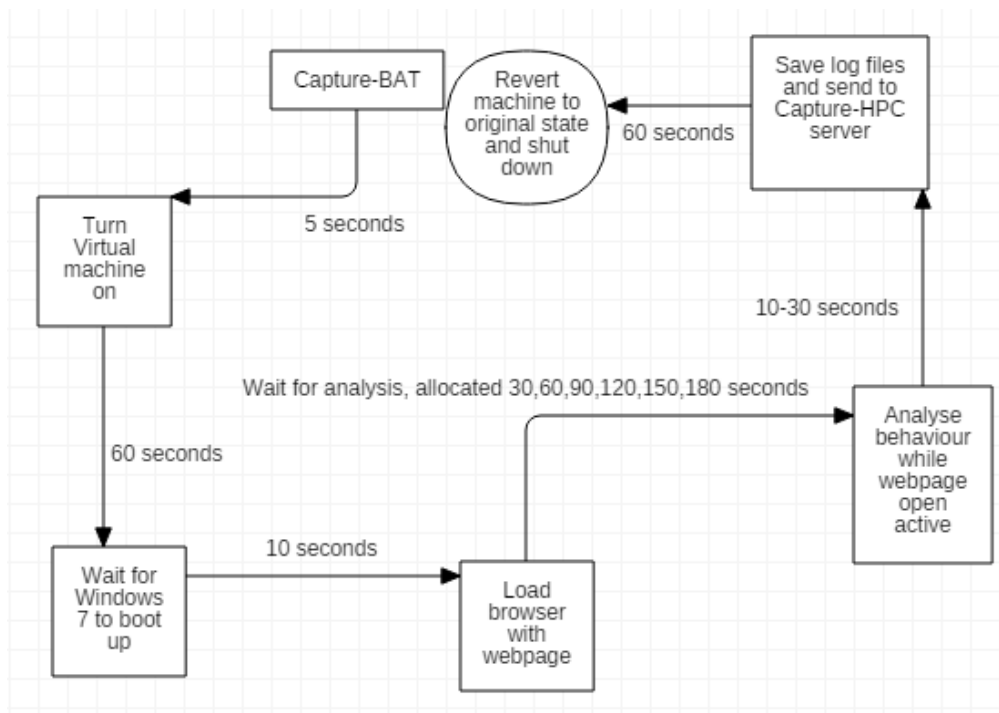 Capture-BAT
Revert
machine to
original state
and shut
down
Save log files
and send to
Capture-HPC
server
60 seconds
5 seconds
Turn
Virtual
machine
on
10-30 seconds
Wait for analysis, allocated 30,60,90,120,150,180 seconds
Analyse
behaviour
while
webpage
open
active
60 seconds
10 seconds
Wait for
Windows
7 to boot
up
Load
browser
with
webpage